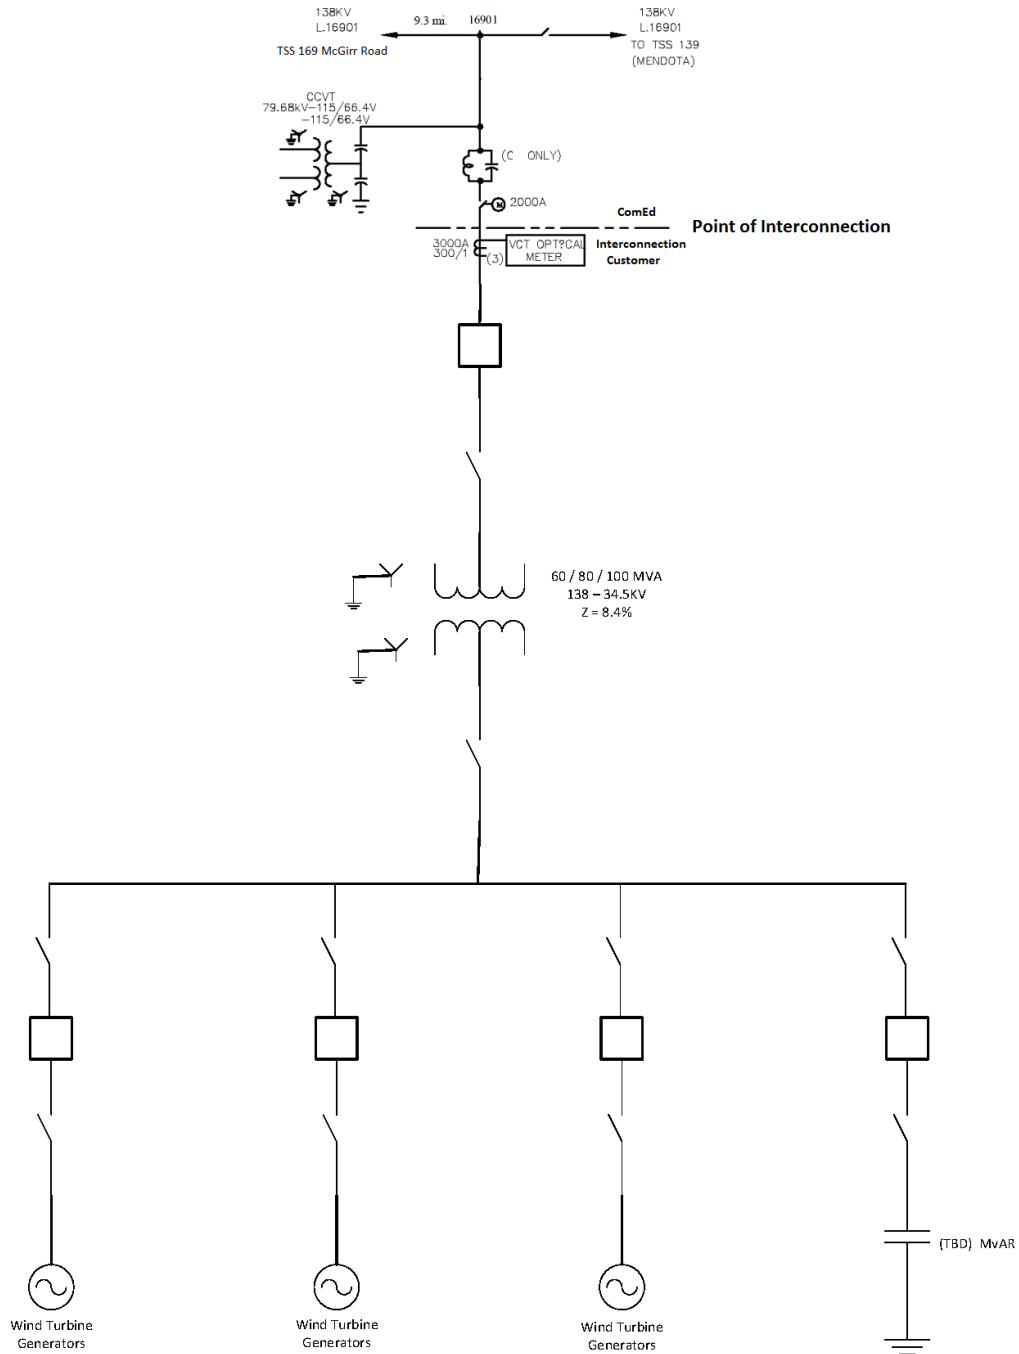 138KV
L.16901
TSS 169 McGirr Road
9.3 mi.
16901
138KV
L.16901
TO TSS 139
(MENDOTA)
CCVT
79.68kV-115/66.4V
-115/66.4V
(C ONLY)
M
2000A
ComEd
Point of Interconnection
Interconnection
Customer
3000A
300/1
(3)
VCT OPT?CAL
METER
60 / 80 / 100 MVA
138 – 34.5KV
Z = 8.4%
(TBD) MvAR
Wind Turbine
Generators
Wind Turbine
Generators
Wind Turbine
Generators